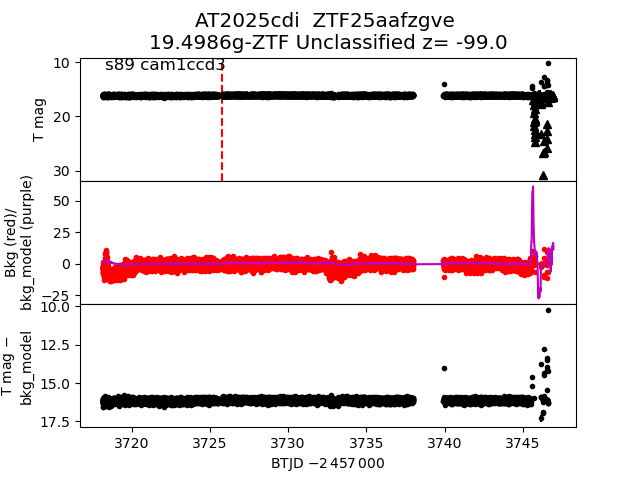 AT2025cdi  ZTF25aafzgve
19.4986g-ZTF Unclassified z= -99.0
s89 cam1ccd3
10
20
30
T mag
50
25
0
−25
Bkg (red)/
bkg_model (purple)
10.0
12.5
15.0
17.5
T mag −
bkg_model
3720
3725
3730
3735
3740
3745
BTJD −2 457 000